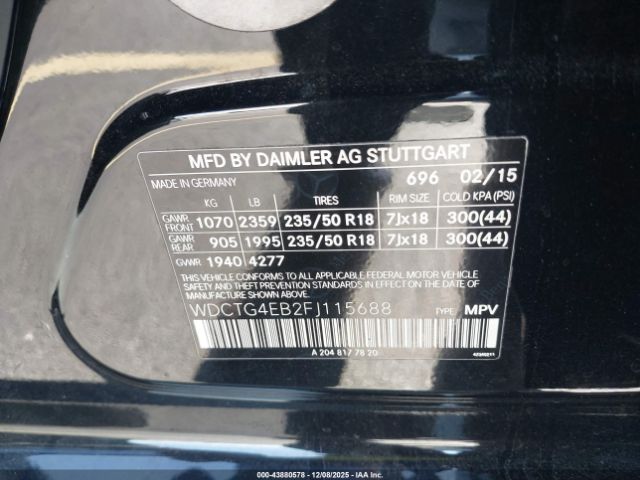 MFD BY DAIMLER AG STUTTGART
MADE IN GERMANY 696 02/15
KG LB TIRES RIM SIZE COLD KPA (PSI)
GAWR FRONT 1070 2359 235/50 R18 7Jx18 300(44)
GAWR REAR 905 1995 235/50 R18 7Jx18 300(44)
GVWR 1940 4277
THIS VEHICLE CONFORMS TO ALL APPLICABLE FEDERAL MOTOR VEHICLE
SAFETY AND THEFT PREVENTION STANDARDS IN EFFECT ON THE DATE OF
MANUFACTURE SHOWN ABOVE.
WDCTG4EB2FJ115688 TYPE: MPV
A 204 817 78 20
000-43880578 - 12/08/2025 - IAAI.COM